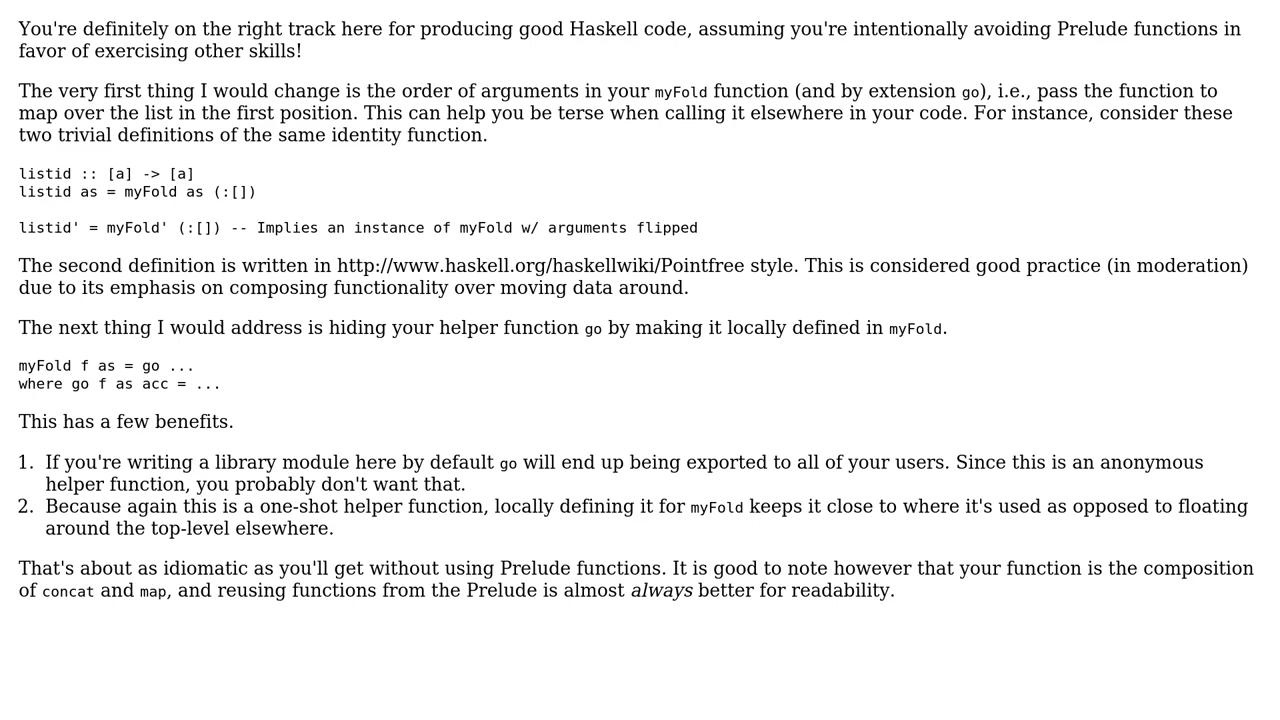 You're definitely on the right track here for producing good Haskell code, assuming you're intentionally avoiding Prelude functions in
favor of exercising other skills!
The very first thing I would change is the order of arguments in your myFold function (and by extension go), i.e., pass the function to
map over the list in the first position. This can help you be terse when calling it elsewhere in your code. For instance, consider these
two trivial definitions of the same identity function.
listid :: [a] -> [a]
listid as = myFold as (:[])
listid' = myFold' (:[]) -- Implies an instance of myFold w/ arguments flipped
The second definition is written in http://www.haskell.org/haskellwiki/Pointfree style. This is considered good practice (in moderation)
due to its emphasis on composing functionality over moving data around.
The next thing I would address is hiding your helper function go by making it locally defined in myFold.
myFold f as = go ...
where go f as acc = ...
This has a few benefits.
1. If you're writing a library module here by default go will end up being exported to all of your users. Since this is an anonymous
helper function, you probably don't want that.
2. Because again this is a one-shot helper function, locally defining it for myFold keeps it close to where it's used as opposed to floating
around the top-level elsewhere.
That's about as idiomatic as you'll get without using Prelude functions. It is good to note however that your function is the composition
of concat and map, and reusing functions from the Prelude is almost always better for readability.